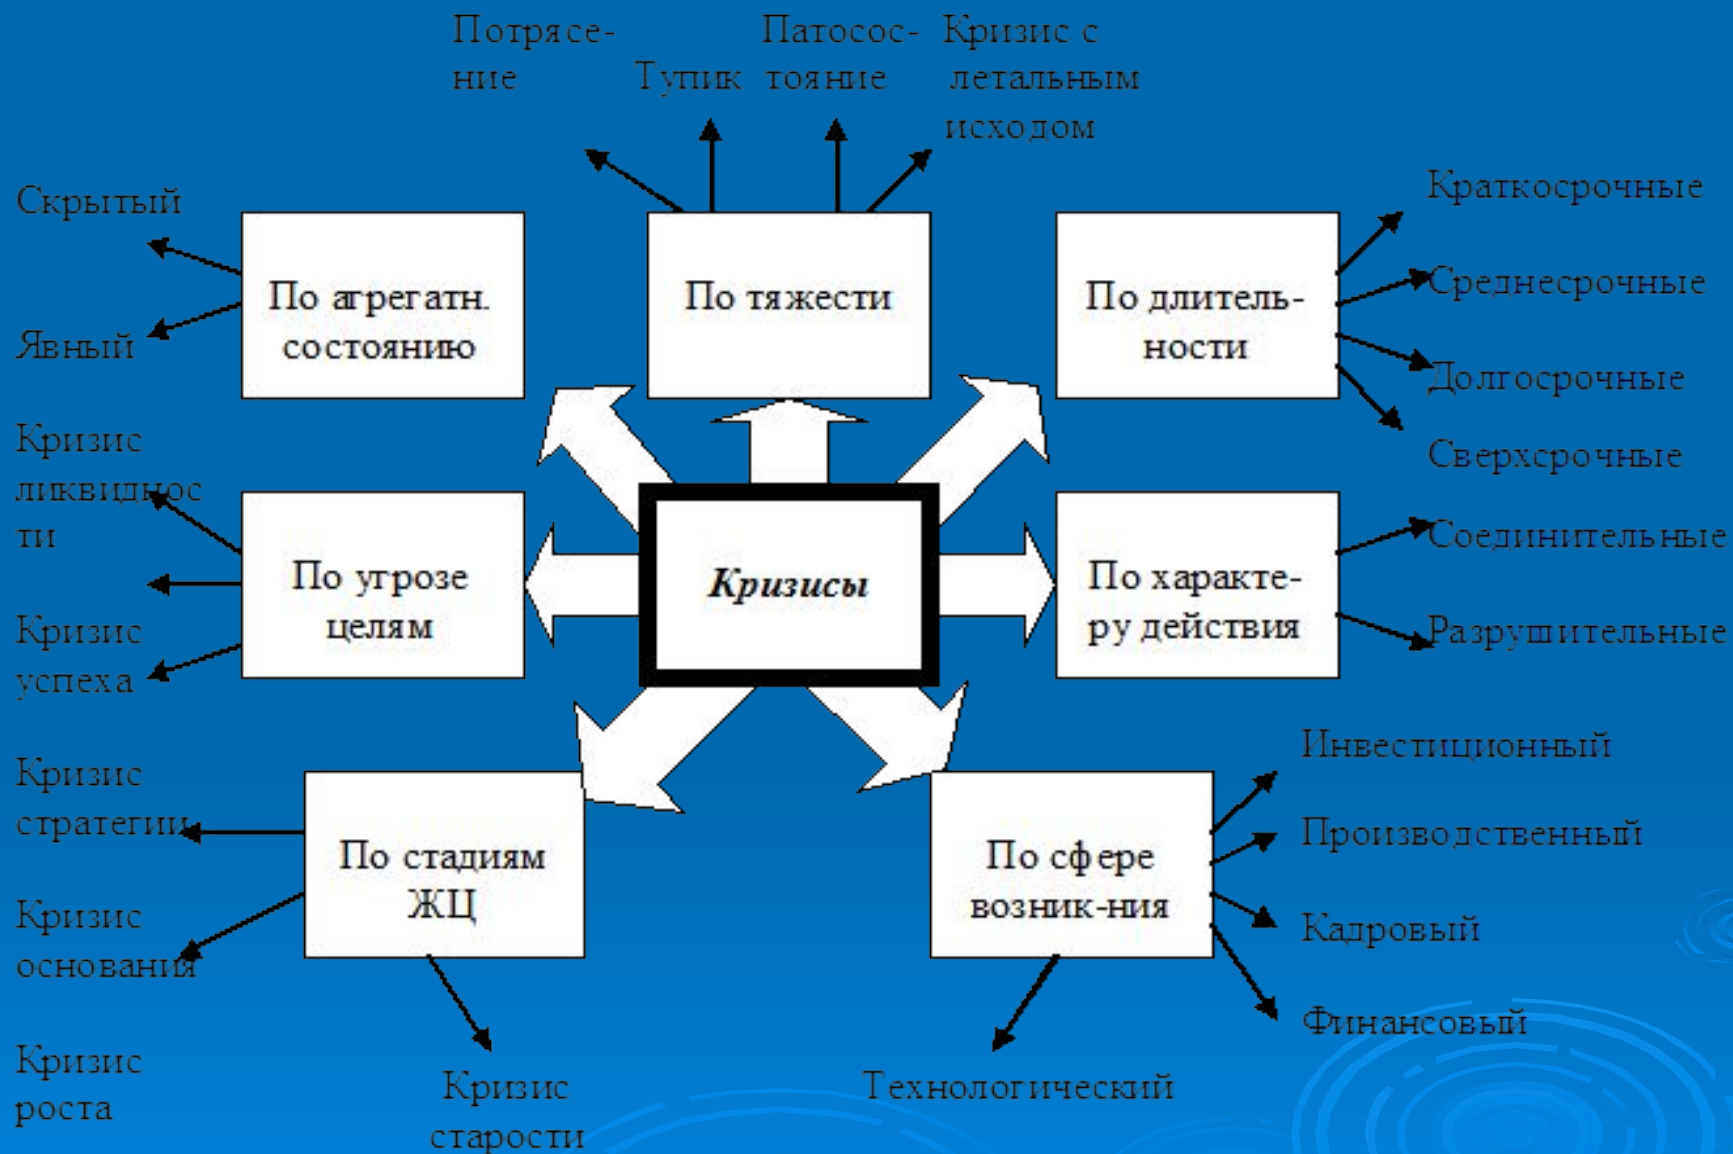 Потрясе-
ние
Тупик
Патосос-
тояние
Кризис с
летальным
исходом
Скрытый
Явный
По агрегатн.
состоянию
По тяжести
По длитель-
ности
Краткосрочные
Среднесрочные
Долгосрочные
Сверхсрочные
Кризис
ликвиднос
ти
Кризис
успеха
Кризис
стратегии
По угрозе
целям
Кризисы
По характе-
ру действия
Соединительные
Разрушительные
Кризис
основания
Кризис
роста
По стадиям
ЖЦ
Кризис
старости
По сфере
возник-ния
Инвестиционный
Производственный
Кадровый
Финансовый
Технологический